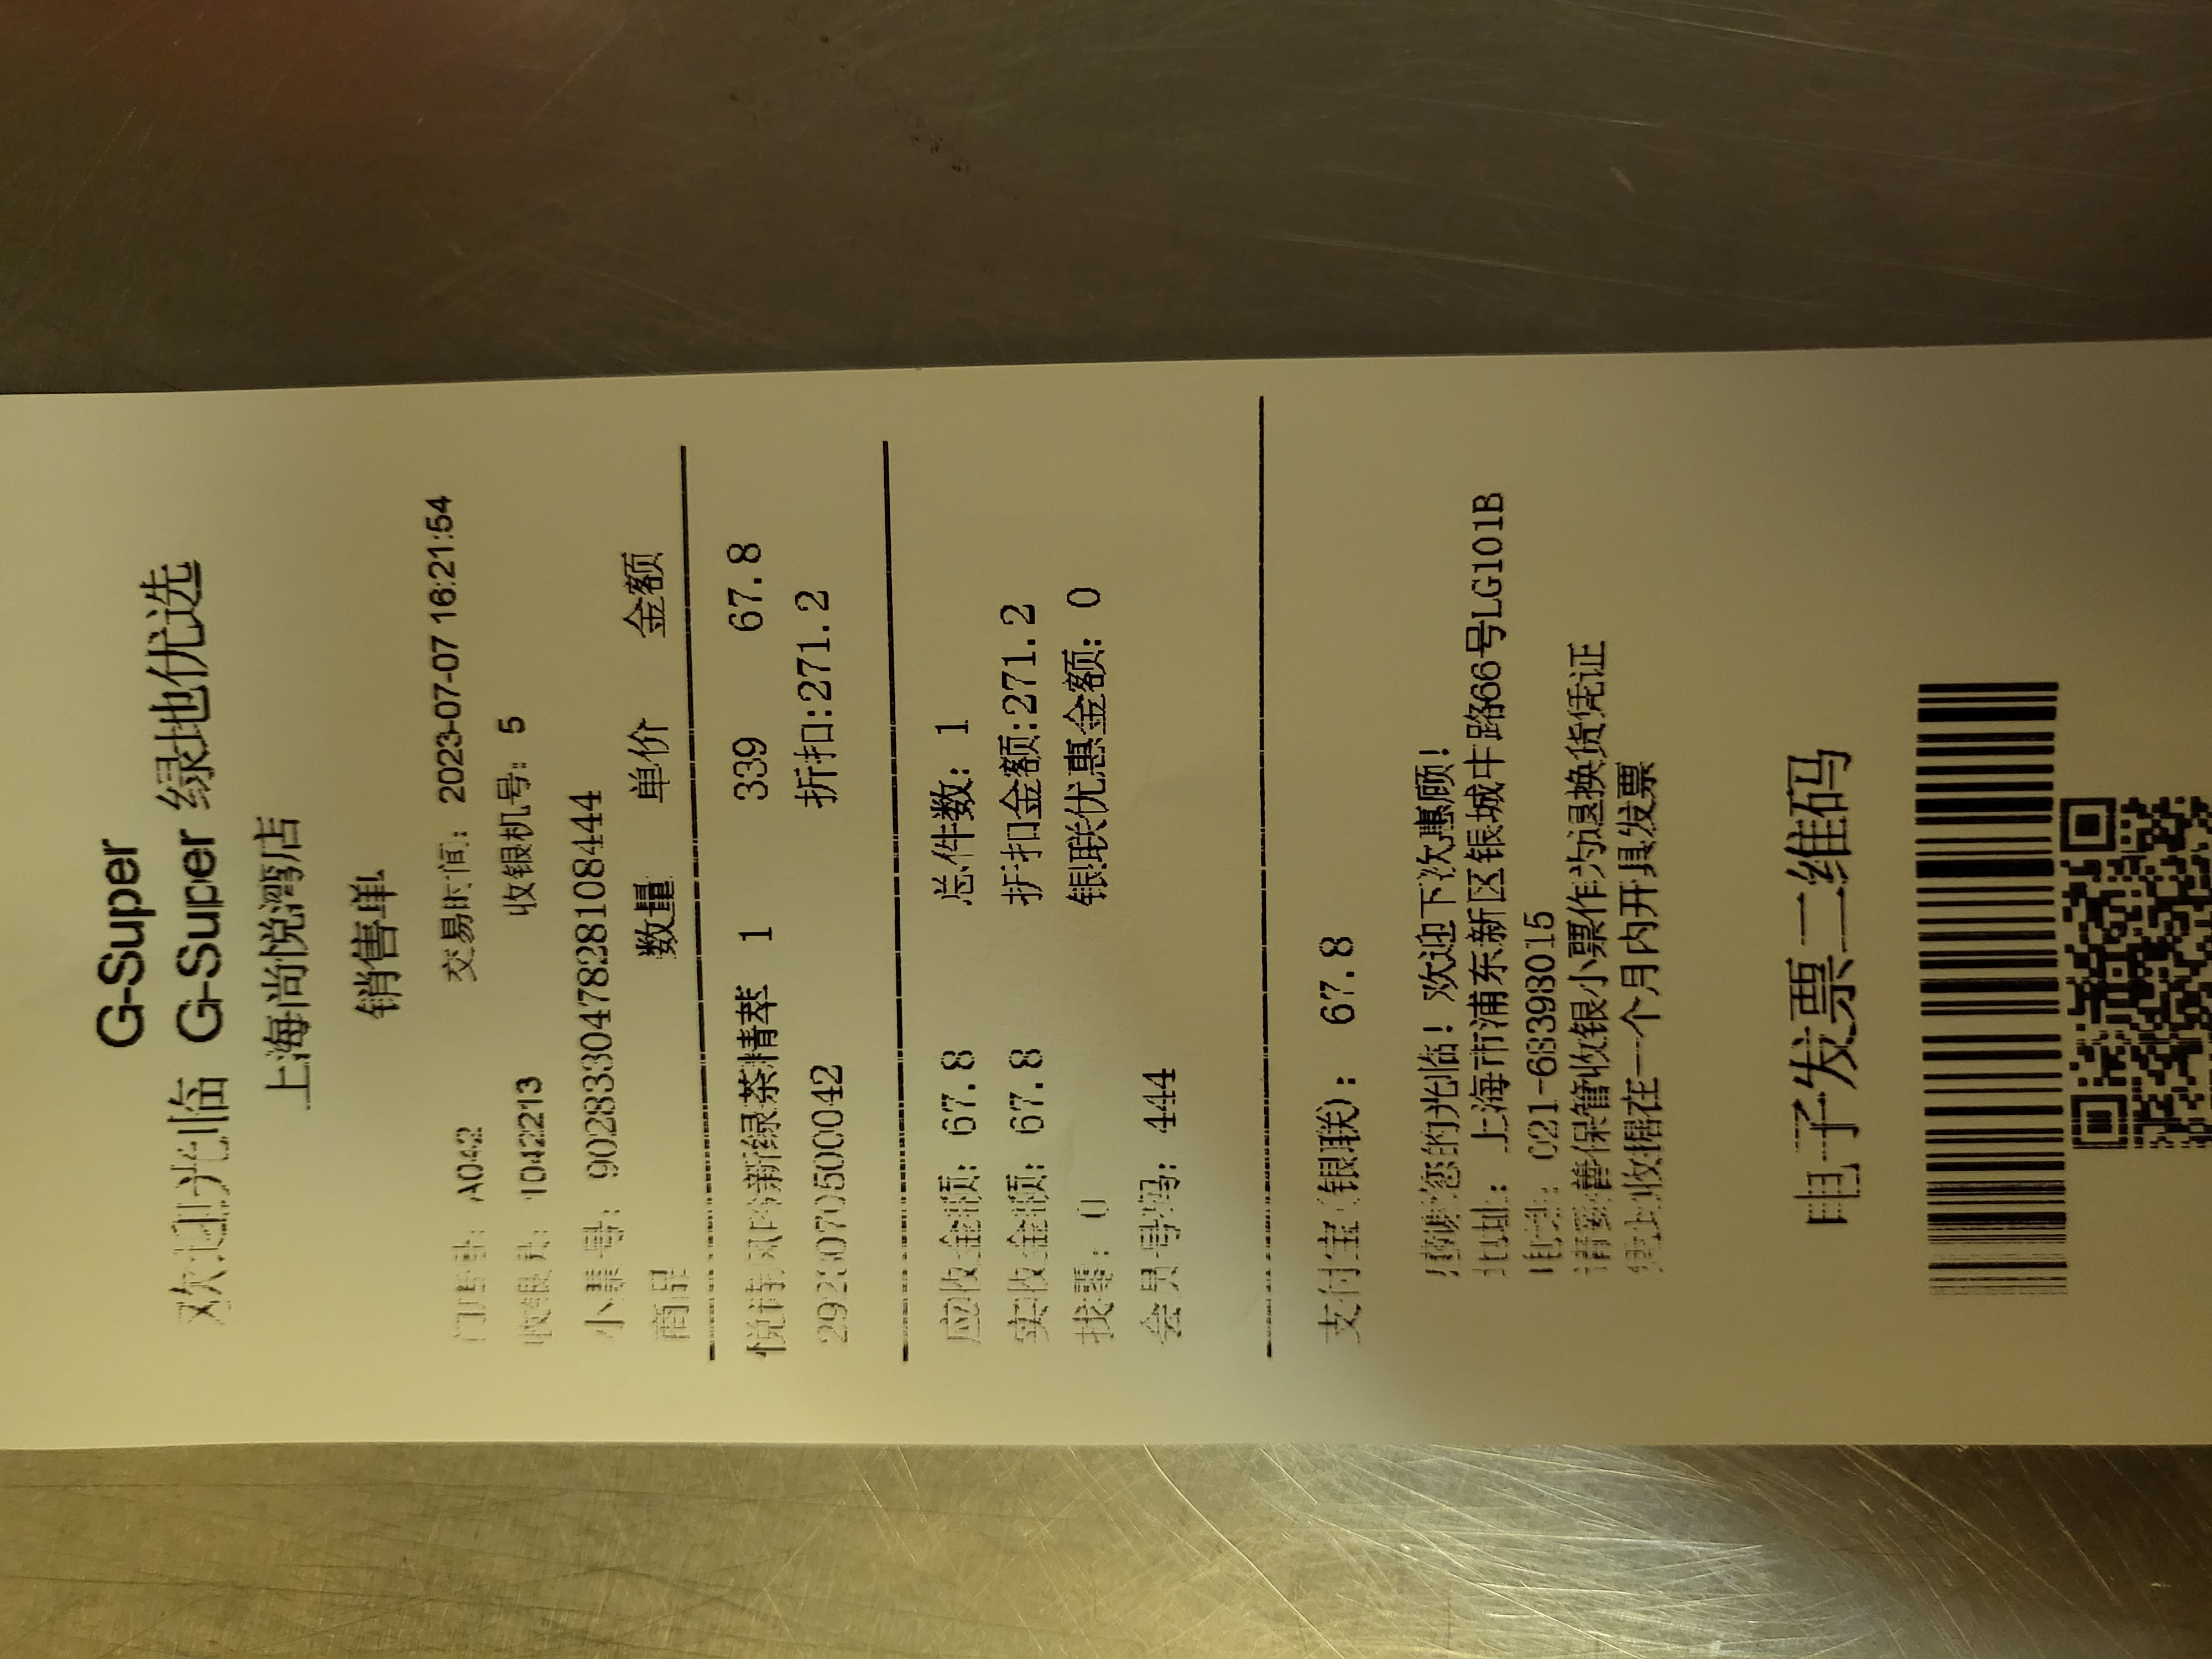 G-Super
欢迎光临 G-Super 绿地优选
上海尚悦湾店
销售单
门店号: A042 交易时间: 2023-07-07 16:21:54
收银员: 1042213 收银机号: 5
小票号: 902833047828108444
商品 数量 单价 金额
悦诗风吟新绿茶精萃 1 339 67.8
2923070500042 折扣:271.2
应收金额: 67.8 总件数: 1
实收金额: 67.8 折扣金额:271.2
找零: 0 银联优惠金额: 0
会员号码: 444
支付宝(银联): 67.8
感谢您的光临! 欢迎下次惠顾!
地址: 上海市浦东新区银城中路66号LG101B
电话: 021-68398015
请妥善保管收银小票作为退换货凭证
凭此收据在一个月内开具发票
电子发票二维码